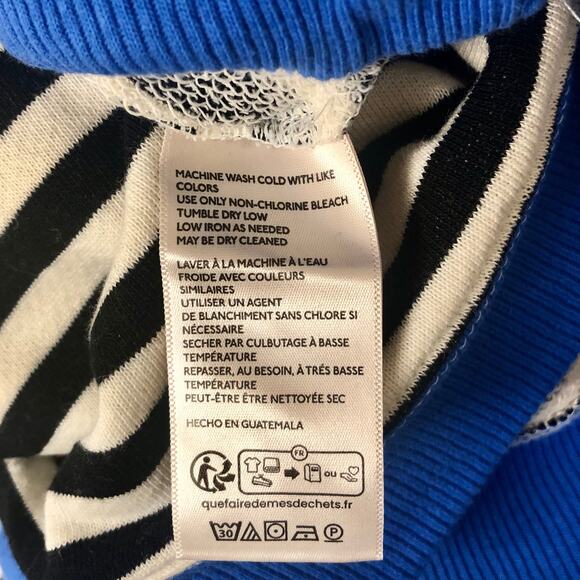 MACHINE WASH COLD WITH LIKE
COLORS
USE ONLY NON-CHLORINE BLEACH
TUMBLE DRY LOW
LOW IRON AS NEEDED
MAY BE DRY CLEANED
LAVER À LA MACHINE À L'EAU
FROIDE AVEC COULEURS
SIMILAIRES
UTILISER UN AGENT
DE BLANCHIMENT SANS CHLORE SI
NÉCESSAIRE
SECHER PAR CULBUTAGE À BASSE
TEMPÉRATURE
REPASSER, AU BESOIN, À TRÉS BASSE
TEMPÉRATURE
PEUT-ÊTRE ÊTRE NETTOYÉE SEC
HECHO EN GUATEMALA
FR
ou
quefairedemesdechets.fr
30 P